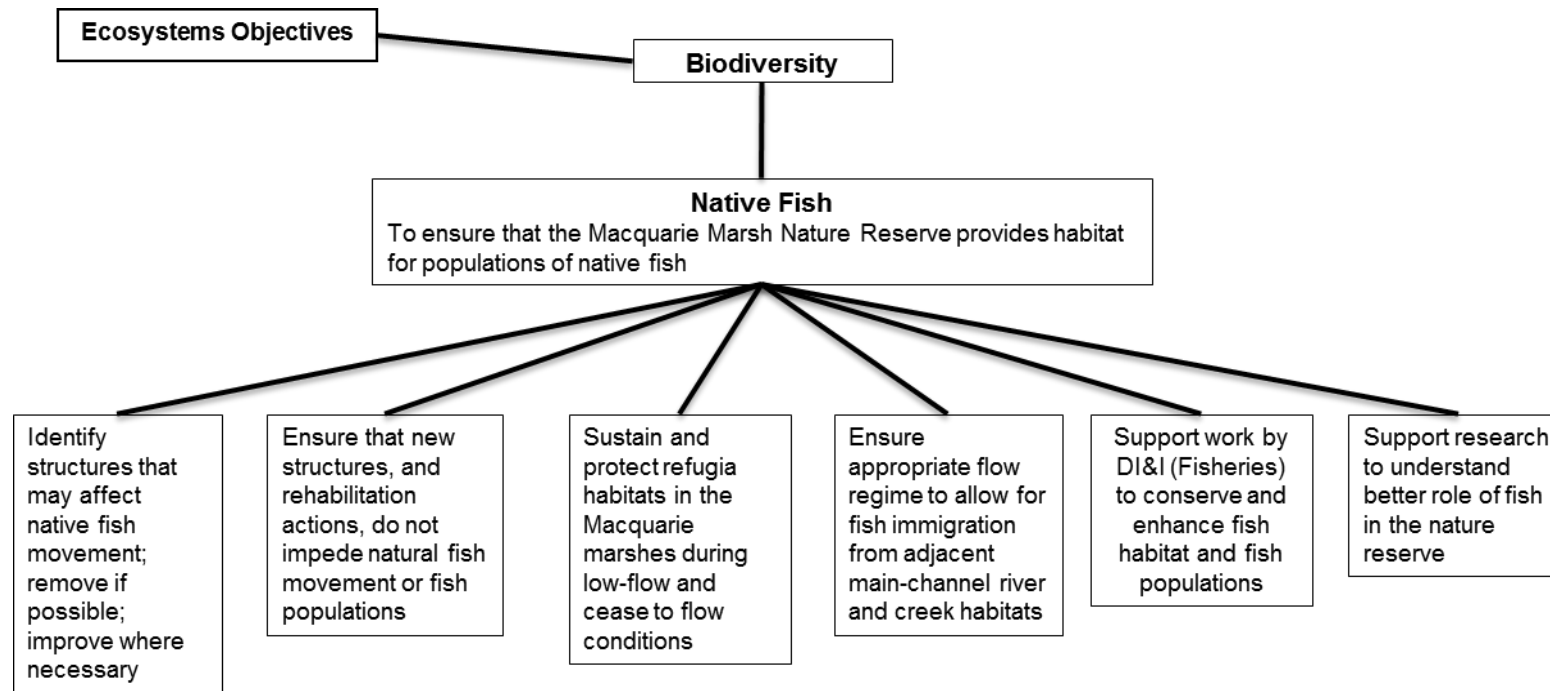 Ecosystems Objectives
Biodiversity
Native Fish
To ensure that the Macquarie Marsh Nature Reserve provides habitat
for populations of native fish
Identify
structures that
may affect
native fish
movement;
remove if
possible;
improve where
necessary
Ensure that new
structures, and
rehabilitation
actions, do not
impede natural fish
movement or fish
populations
Sustain and
protect refugia
habitats in the
Macquarie
marshes during
low-flow and
cease to flow
conditions
Ensure
appropriate flow
regime to allow for
fish immigration
from adjacent
main-channel river
and creek habitats
Support work by
DI&I (Fisheries)
to conserve and
enhance fish
habitat and fish
populations
Support research
to understand
better role of fish
in the nature
reserve